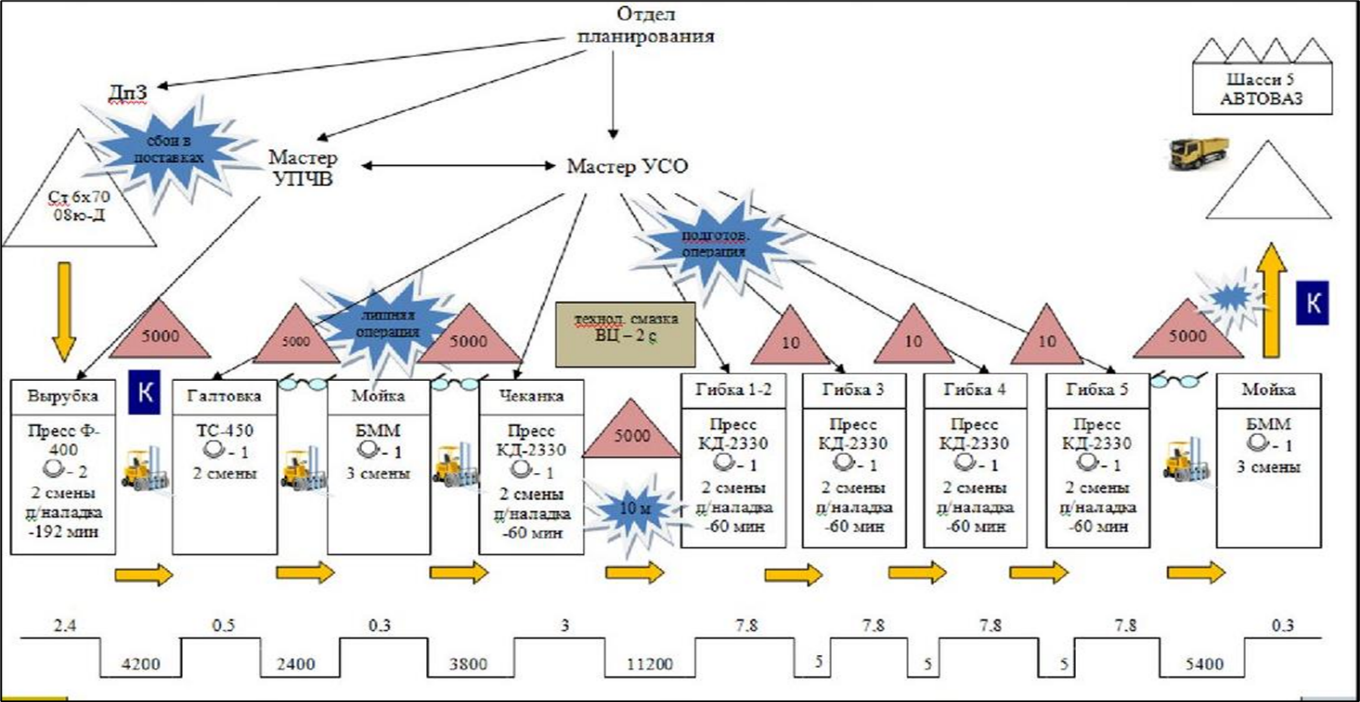 Отдел
планирования
ДпЗ
сбои в
поставках
Мастер
УПЧВ
Мастер УСО
Шасси 5
АВТОВАЗ
Ст 6х70
08ю-Д
подготов.
операция
лишняя
операция
технол. смазка
ВЦ – 2 с
К
5000
5000
5000
10
10
10
5000
К
Вырубка
Пресс Ф-
400
- 2
2 смены
п/наладка
-192 мин
Галтовка
ТС-450
- 1
2 смены
Мойка
БММ
- 1
3 смены
Чеканка
Пресс
КД-2330
- 1
2 смены
п/наладка
-60 мин
5000
10 м
Гибка 1-2
Пресс
КД-2330
- 1
2 смены
п/наладка
-60 мин
Гибка 3
Пресс
КД-2330
- 1
2 смены
п/наладка
-60 мин
Гибка 4
Пресс
КД-2330
- 1
2 смены
п/наладка
-60 мин
Гибка 5
Пресс
КД-2330
- 1
2 смены
п/наладка
-60 мин
Мойка
БММ
- 1
3 смены
2.4 0.5 0.3 3 7.8 7.8 7.8 7.8 0.3
4200 2400 3800 11200 5 5 5 5400